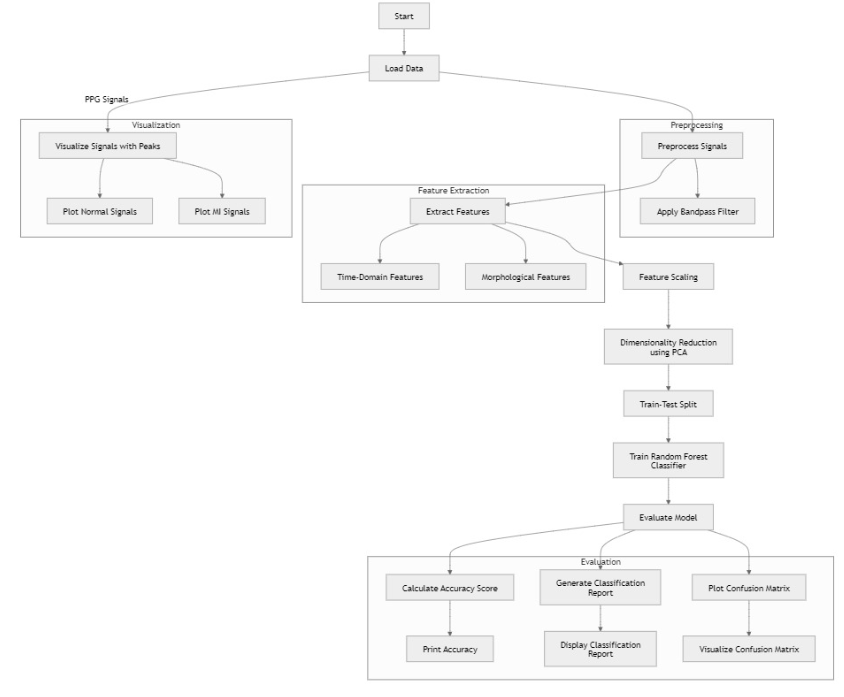 Start
Load Data
PPG Signals
Visualization
Preprocessing
Visualize Signals with Peaks
Preprocess Signals
Feature Extraction
Plot Normal Signals
Plot MI Signals
Extract Features
Apply Bandpass Filter
Time-Domain Features
Morphological Features
Feature Scaling
Dimensionality Reduction
using PCA
Train-Test Split
Train Random Forest
Classifier
Evaluate Model
Evaluation
Calculate Accuracy Score
Generate Classification
Report
Plot Confusion Matrix
Print Accuracy
Display Classification
Report
Visualize Confusion Matrix